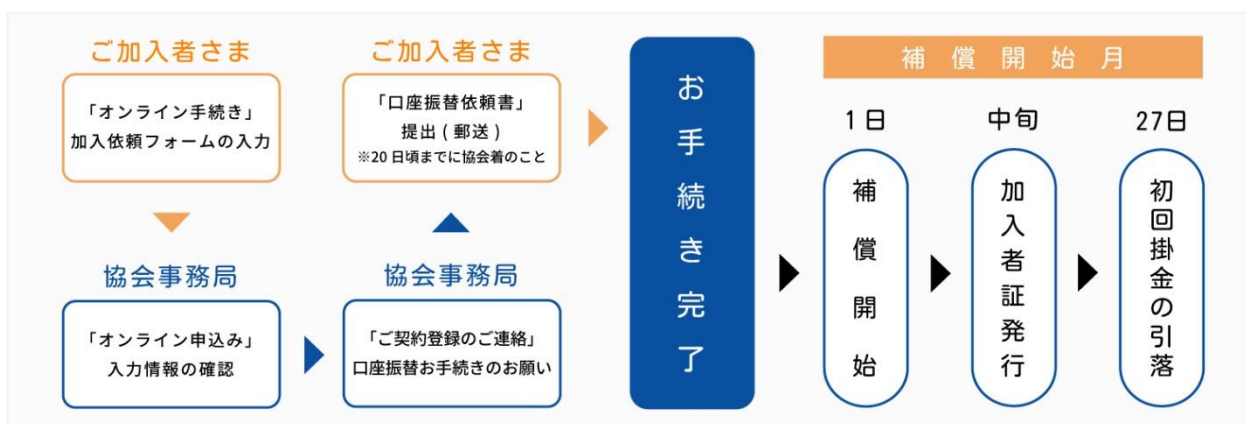 ご加入者さま
「オンライン手続き」
加入依頼フォームの入力
協会事務局
「オンライン申込み」
入力情報の確認
協会事務局
「ご契約登録のご連絡」
口座振替お手続きのお願い
ご加入者さま
「口座振替依頼書」
提出(郵送)
※20日頃までに協会着のこと
お手続き完了
補償開始月
1日
補償開始
中旬
加入者証発行
27日
初回掛金の引落